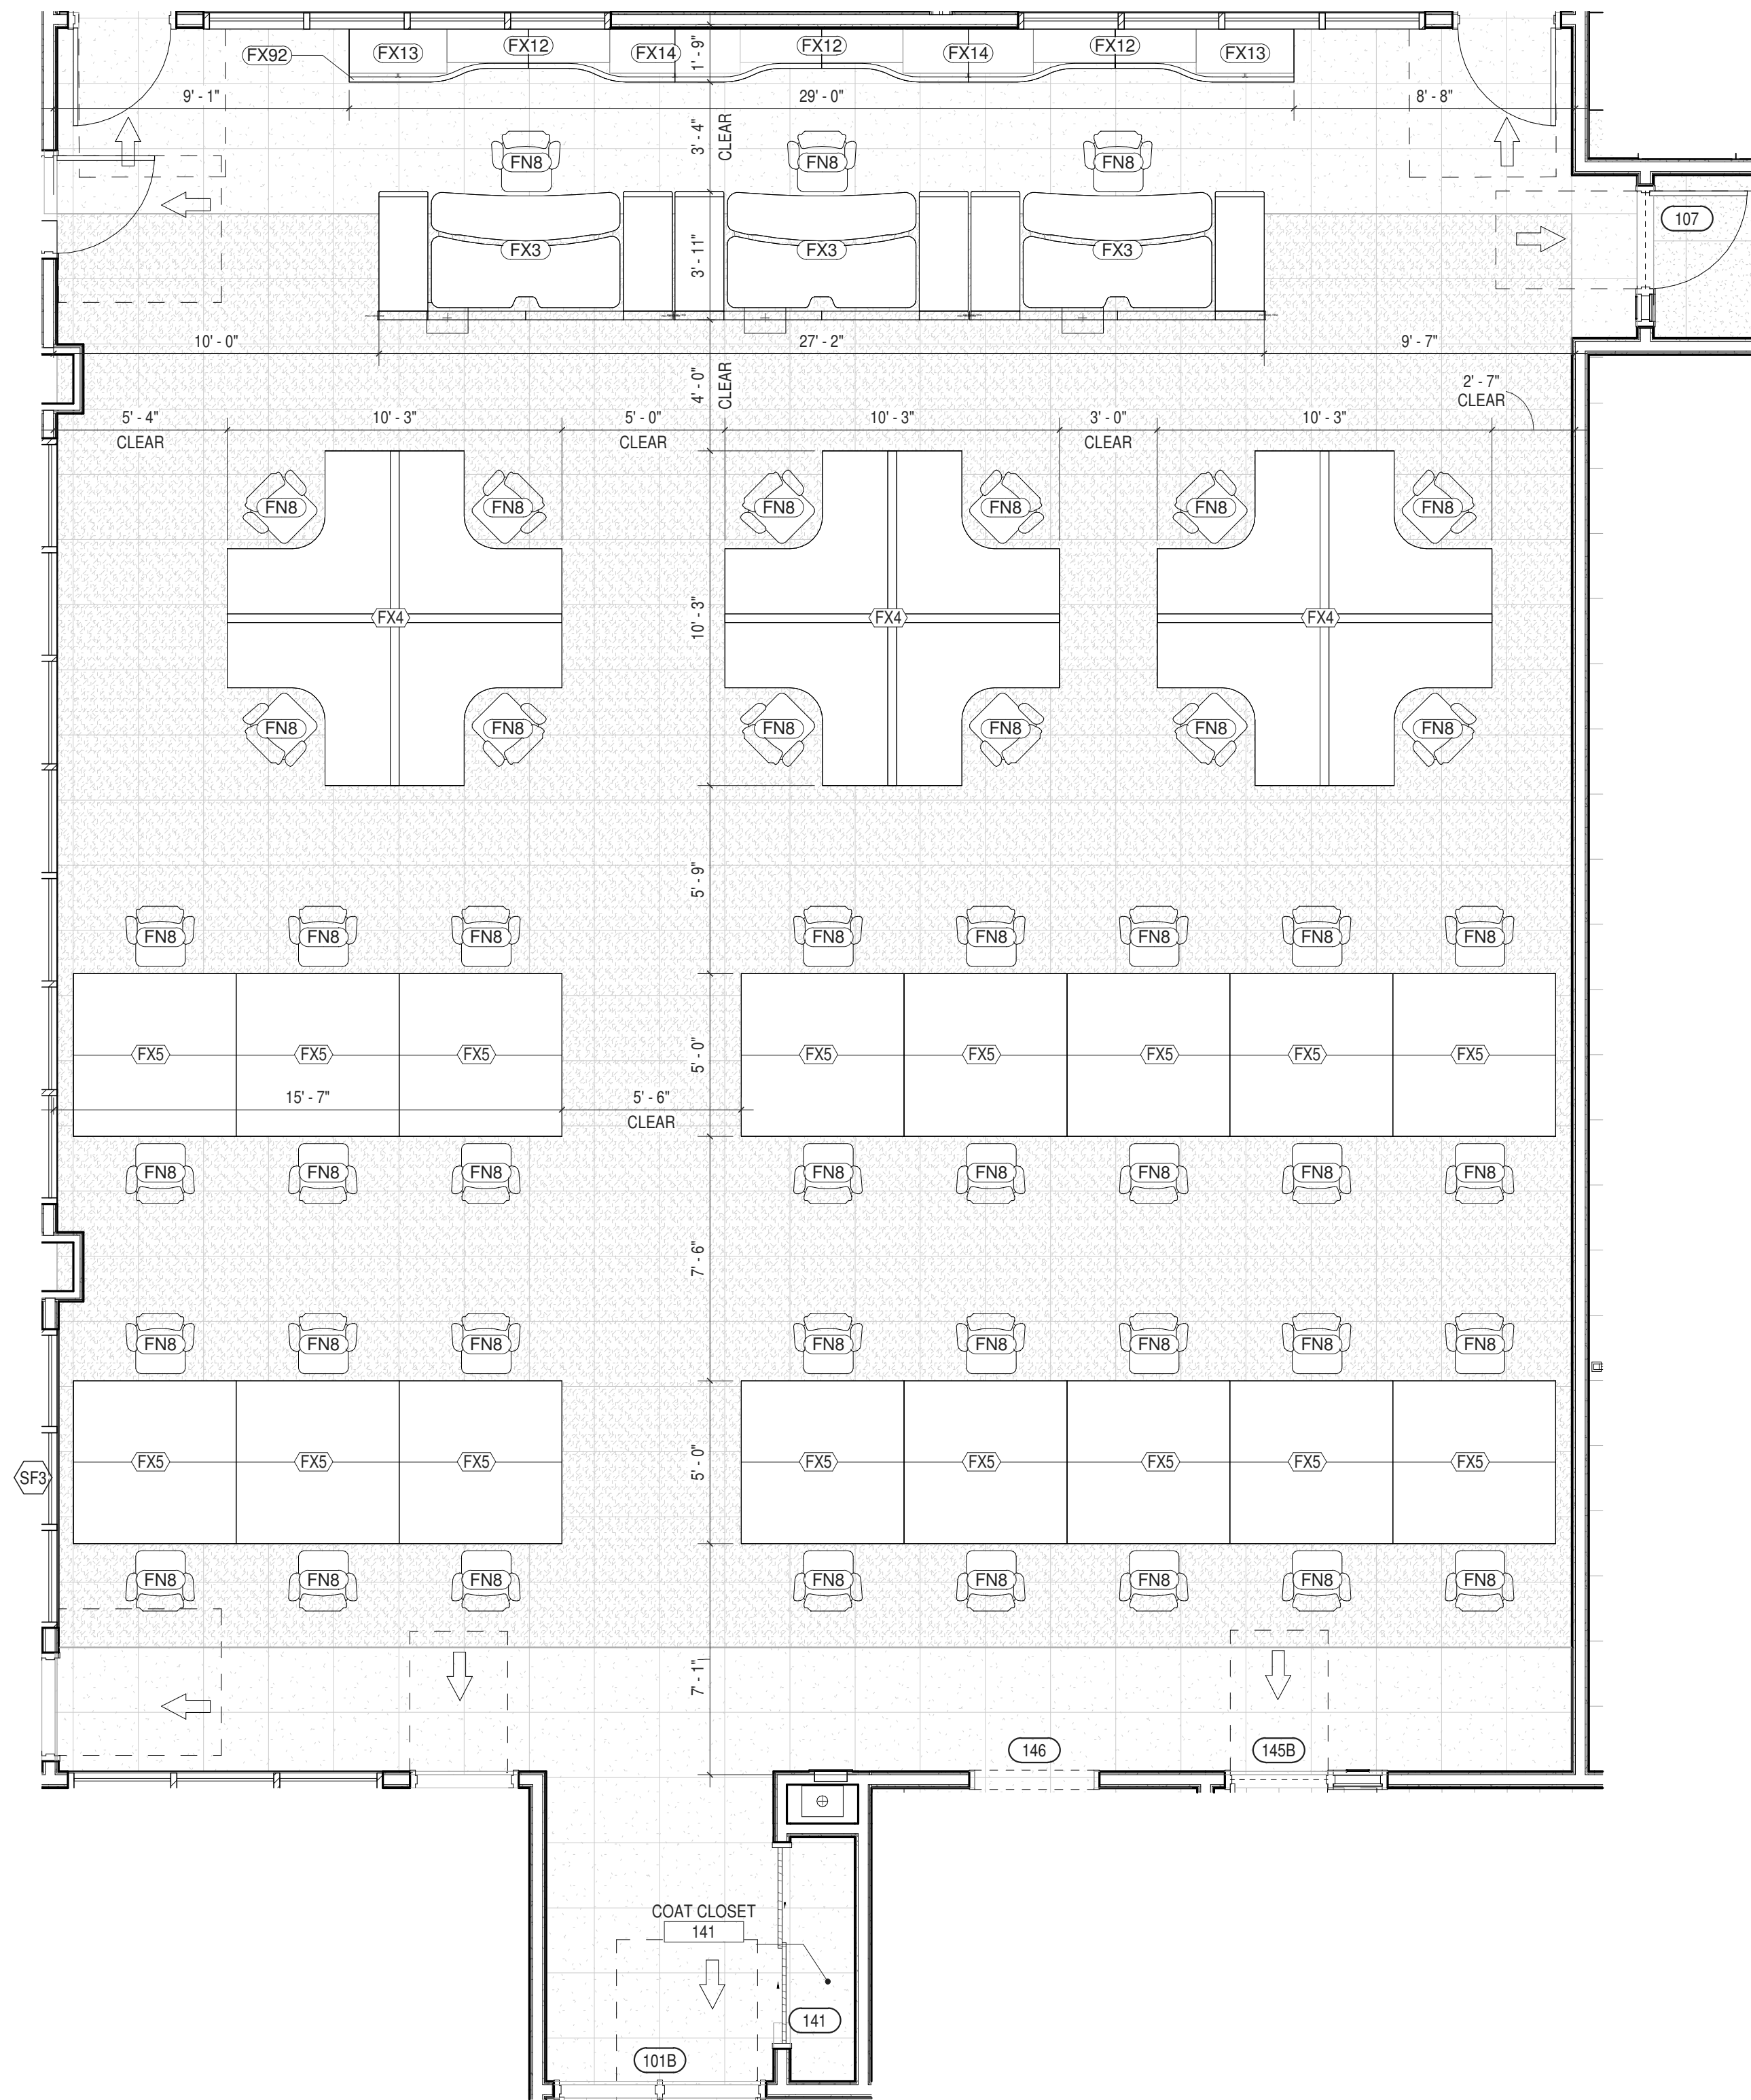 FX92
FX13
FX12
FX14
FX12
FX14
FX12
FX13
1' - 9"
9' - 1"
29' - 0"
8' - 8"
3' - 4"
CLEAR
FN8
FN8
FN8
107
FX3
FX3
FX3
3' - 11"
10' - 0"
27' - 2"
9' - 7"
4' - 0"
CLEAR
2' - 7"
CLEAR
5' - 4"
CLEAR
10' - 3"
5' - 0"
CLEAR
10' - 3"
3' - 0"
CLEAR
10' - 3"
FN8
FN8
FN8
FN8
FN8
FN8
FX4
10' - 3"
FX4
FX4
FN8
FN8
FN8
FN8
FN8
FN8
5' - 9"
FN8
FN8
FN8
FN8
FN8
FN8
FN8
FN8
FX5
FX5
FX5
5' - 0"
FX5
FX5
FX5
FX5
FX5
15' - 7"
5' - 6"
CLEAR
FN8
FN8
FN8
FN8
FN8
FN8
FN8
FN8
7' - 6"
FN8
FN8
FN8
FN8
FN8
FN8
FN8
FN8
SF3
FX5
FX5
FX5
5' - 0"
FX5
FX5
FX5
FX5
FX5
FN8
FN8
FN8
FN8
FN8
FN8
FN8
FN8
7' - 1"
146
145B
COAT CLOSET
141
141
101B